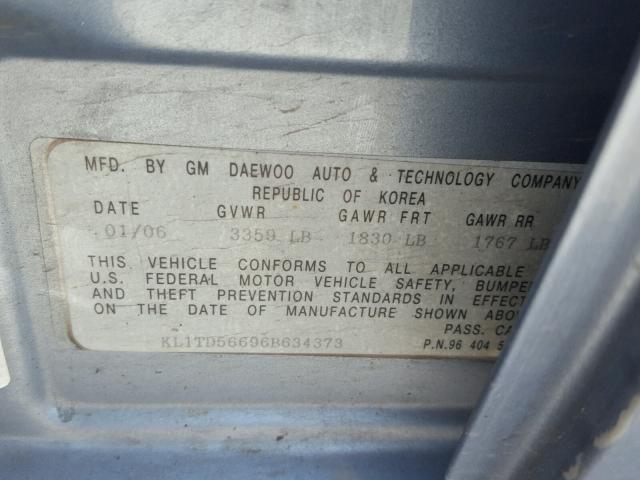 MFD. BY GM DAEWOO AUTO & TECHNOLOGY COMPANY
REPUBLIC OF KOREA
DATE GVWR GAWR FRT GAWR RR
01/06 3359 LB 1830 LB 1767 LB
THIS VEHICLE CONFORMS TO ALL APPLICABLE
U.S. FEDERAL MOTOR VEHICLE SAFETY, BUMPE
AND THEFT PREVENTION STANDARDS IN EFFECT
ON THE DATE OF MANUFACTURE SHOWN ABOV
PASS. CA
KL1TD56696B634373 P.N.96 404 5